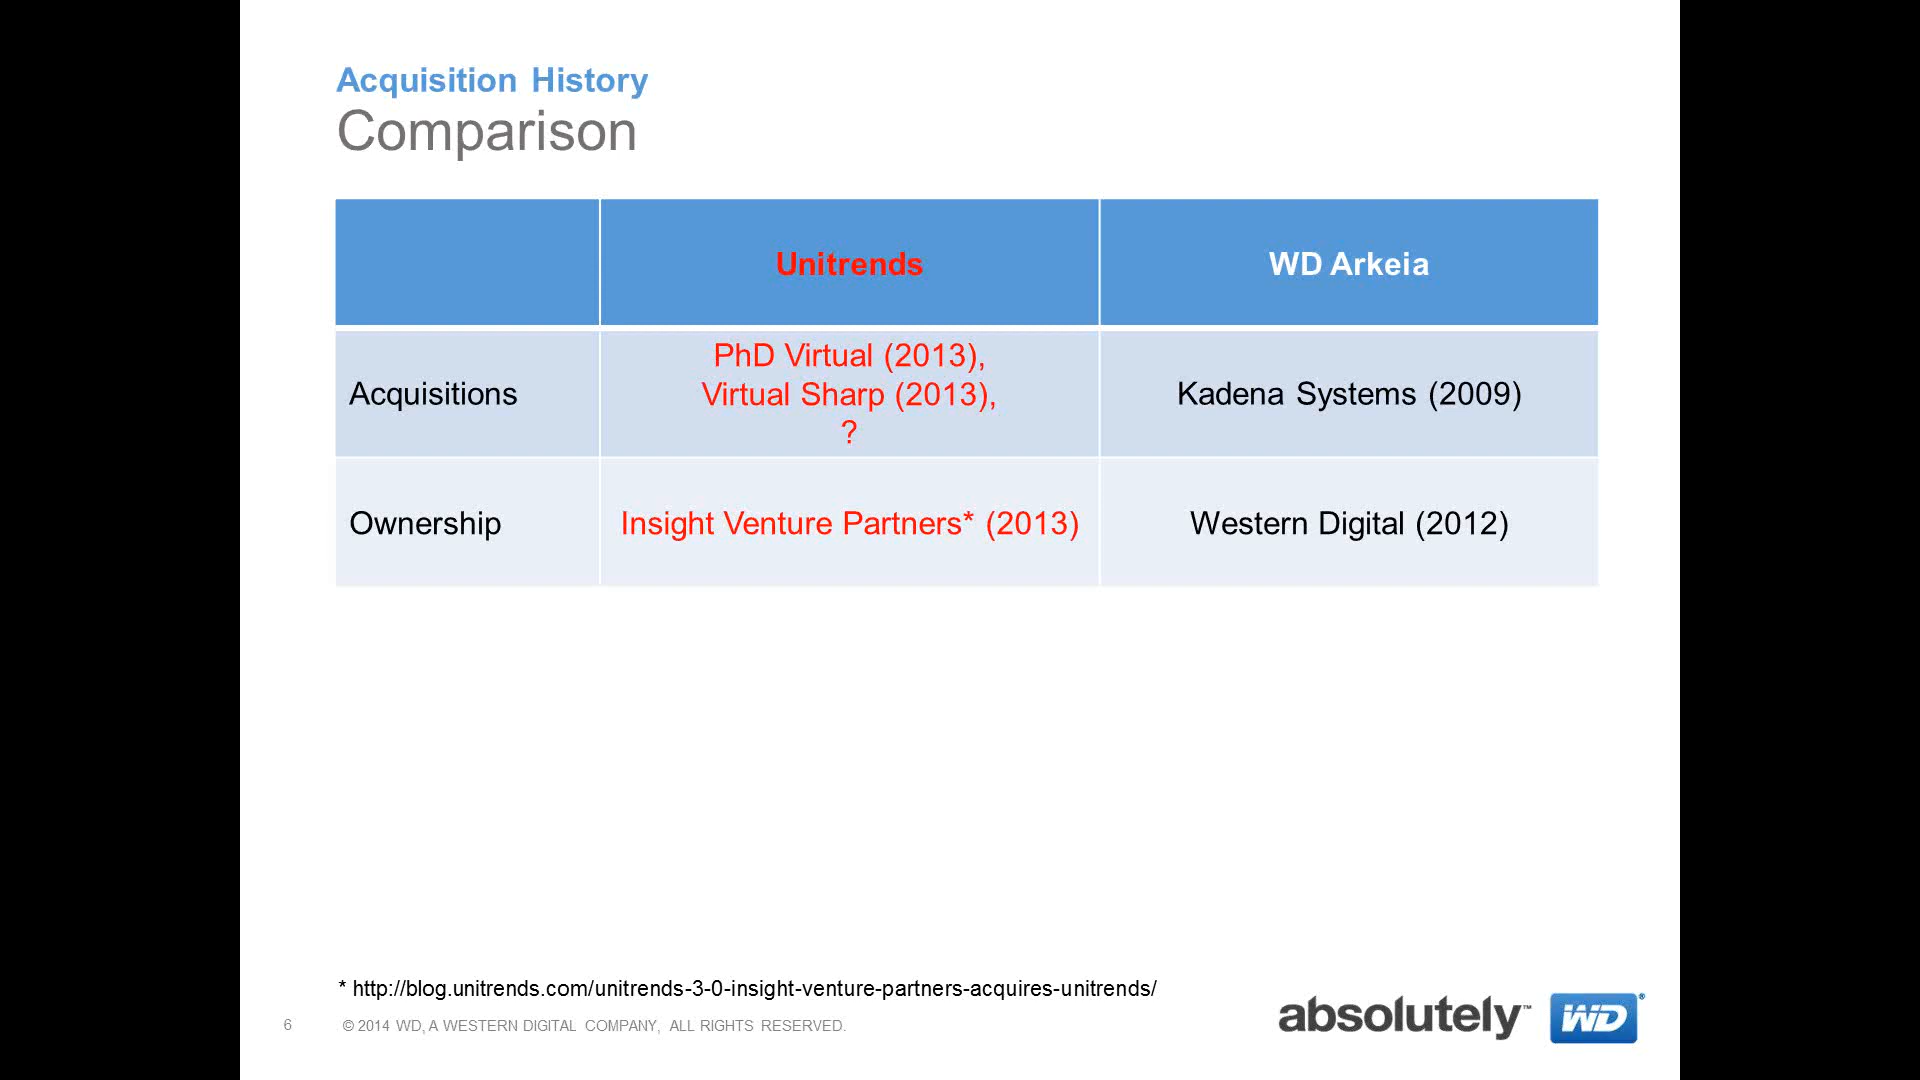 Acquisition History
Comparison
Unitrends
WD Arkeia
Acquisitions
PhD Virtual (2013),
Virtual Sharp (2013),
?
Kadena Systems (2009)
Ownership
Insight Venture Partners* (2013)
Western Digital (2012)
* http://blog.unitrends.com/unitrends-3-0-insight-venture-partners-acquires-unitrends/
6
© 2014 WD, A WESTERN DIGITAL COMPANY, ALL RIGHTS RESERVED.
absolutely™ WD®